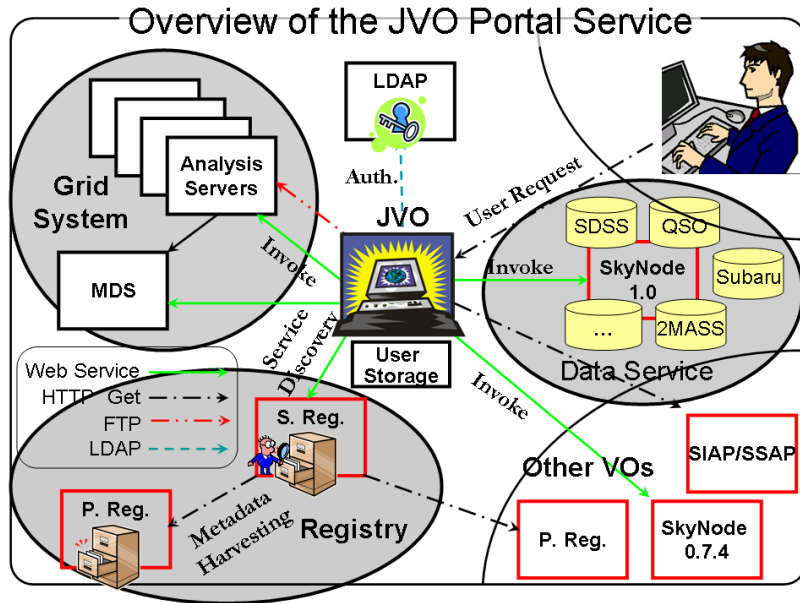 Overview of the JVO Portal Service
LDAP
Analysis
Servers
Grid
System
Auth.
User Request
JVO
SDSS
QSO
SkyNode
1.0
Subaru
...
2MASS
Data Service
Invoke
Invoke
MDS
Service
Discovery
User
Storage
Invoke
Web Service
HTTP Get
FTP
LDAP
S. Reg.
P. Reg.
Metadada
Harvesting
Registry
Other VOs
SIAP/SSAP
P. Reg.
SkyNode
0.7.4